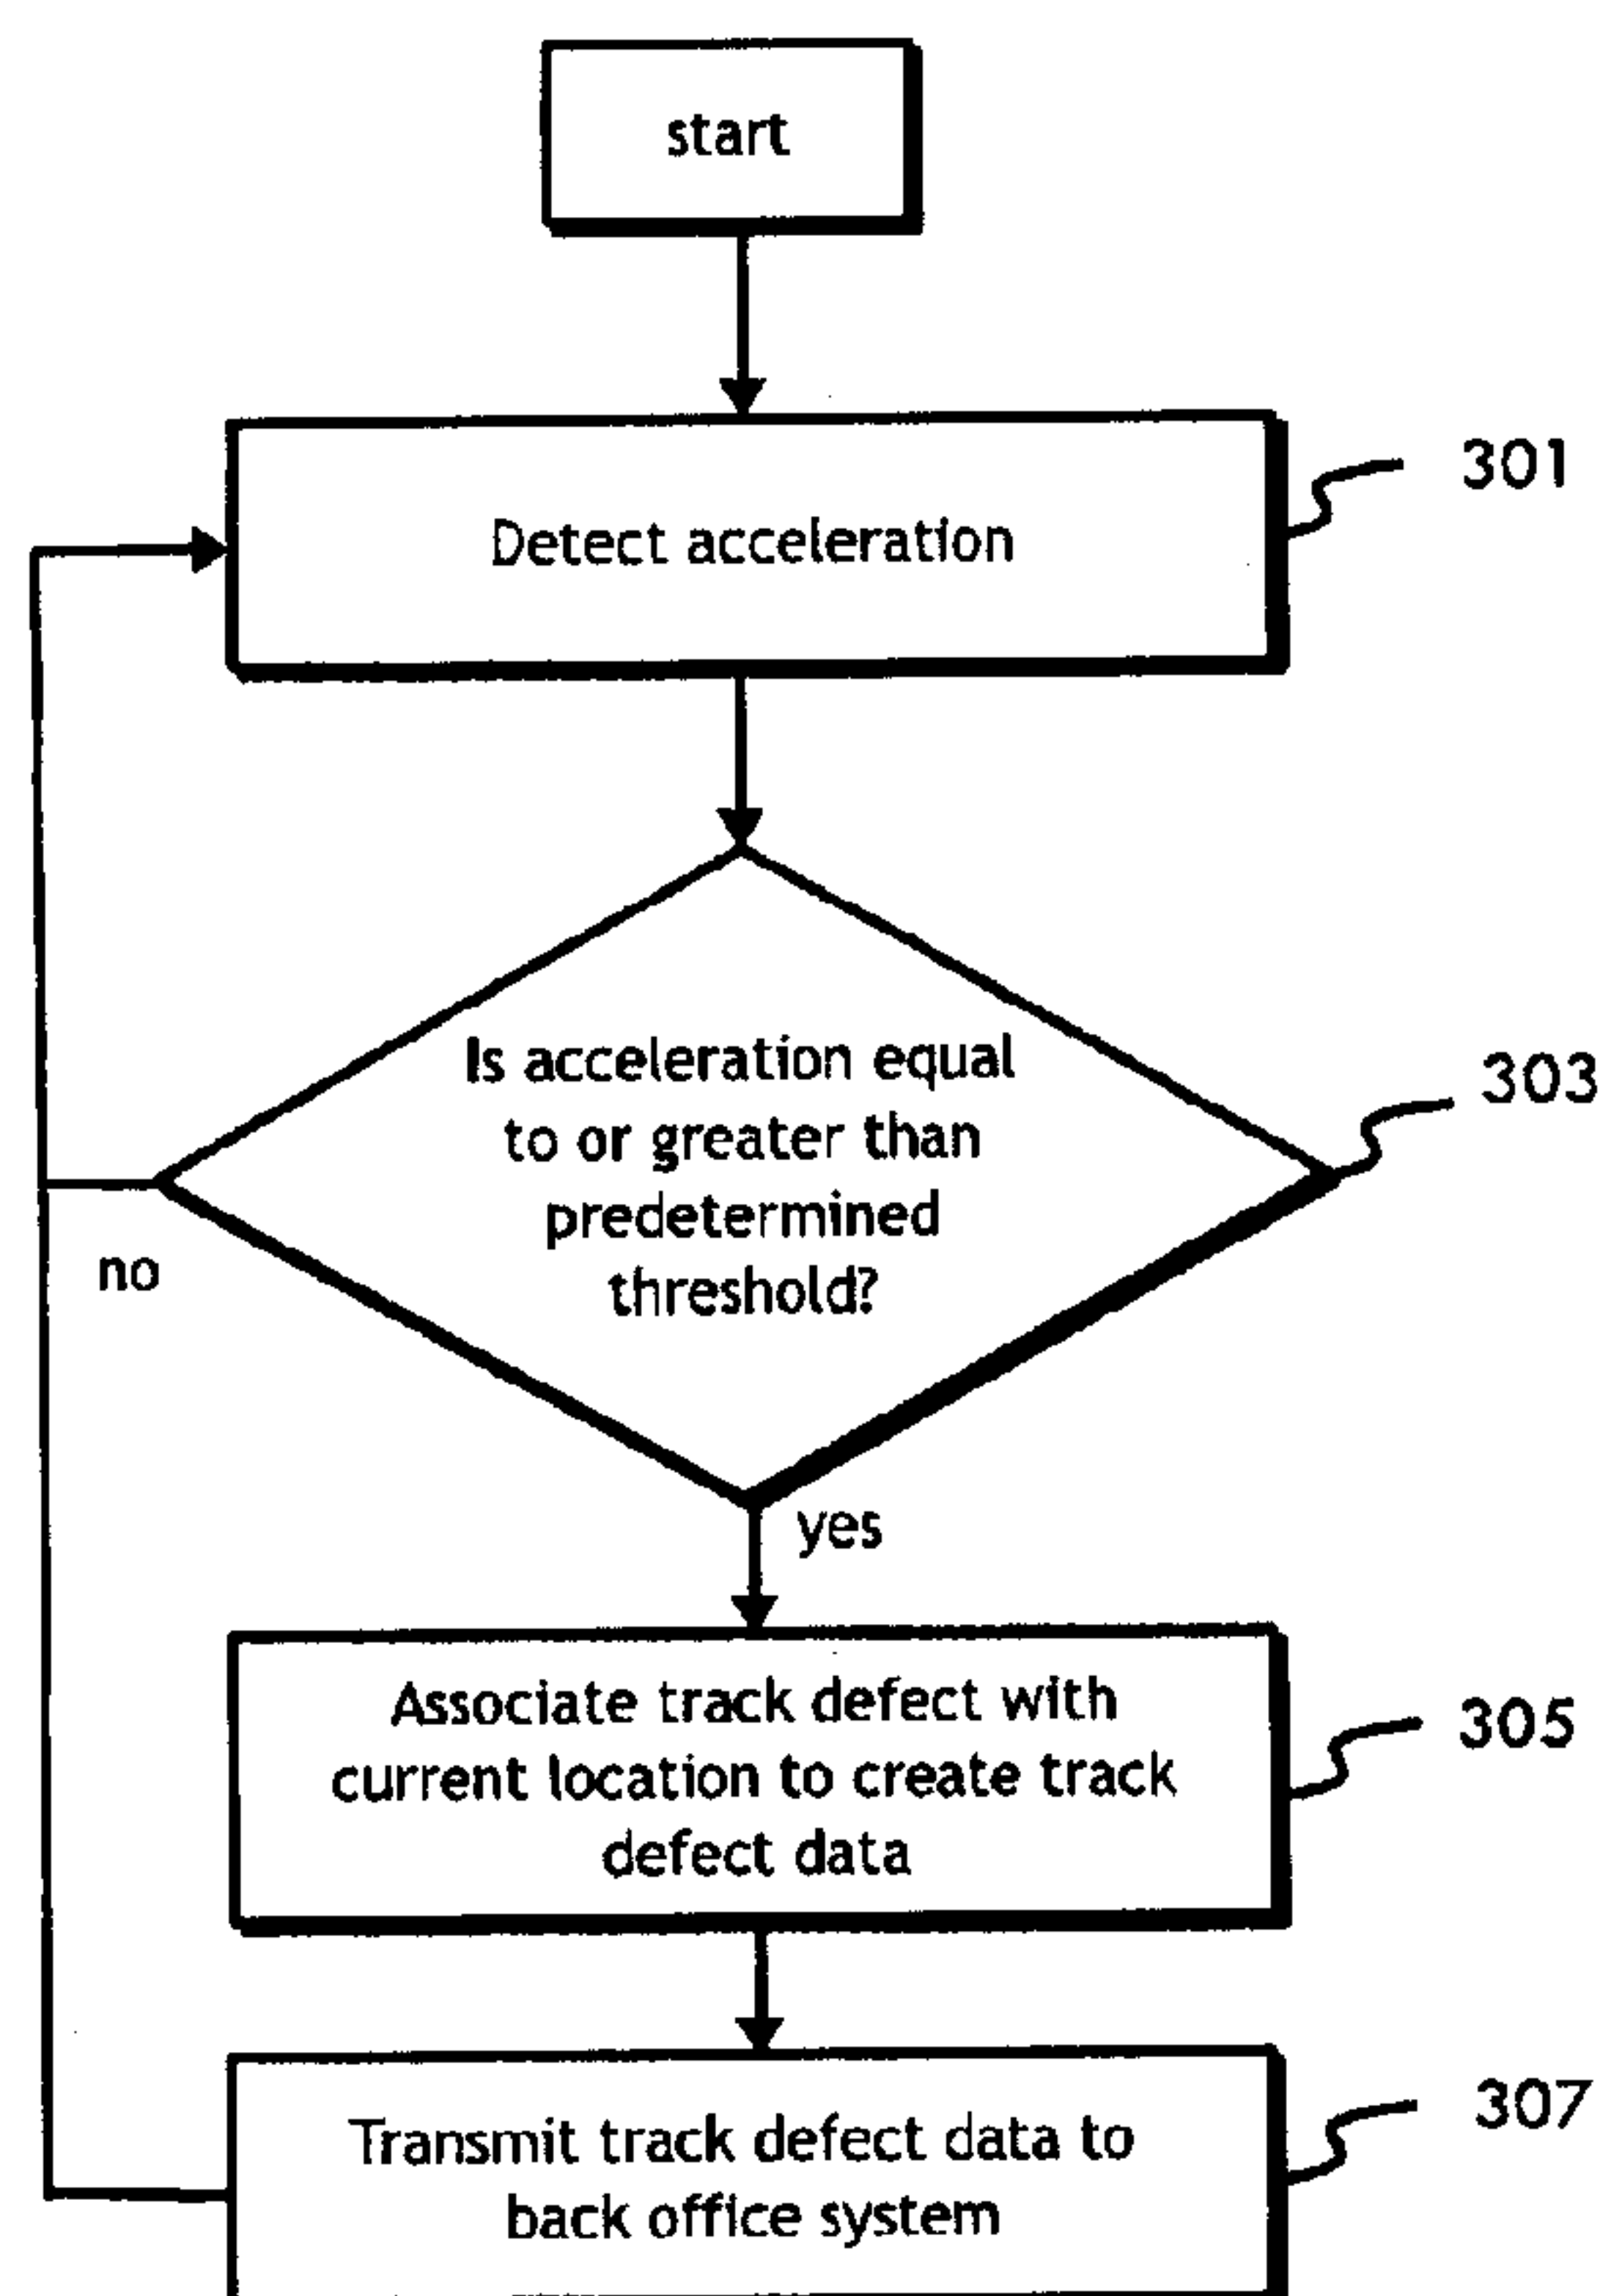 start
Detect acceleration
301
Is acceleration equal
to or greater than
predetermined
threshold?
303
no
yes
Associate track defect with
current location to create track
defect data
305
Transmit track defect data to
back office system
307